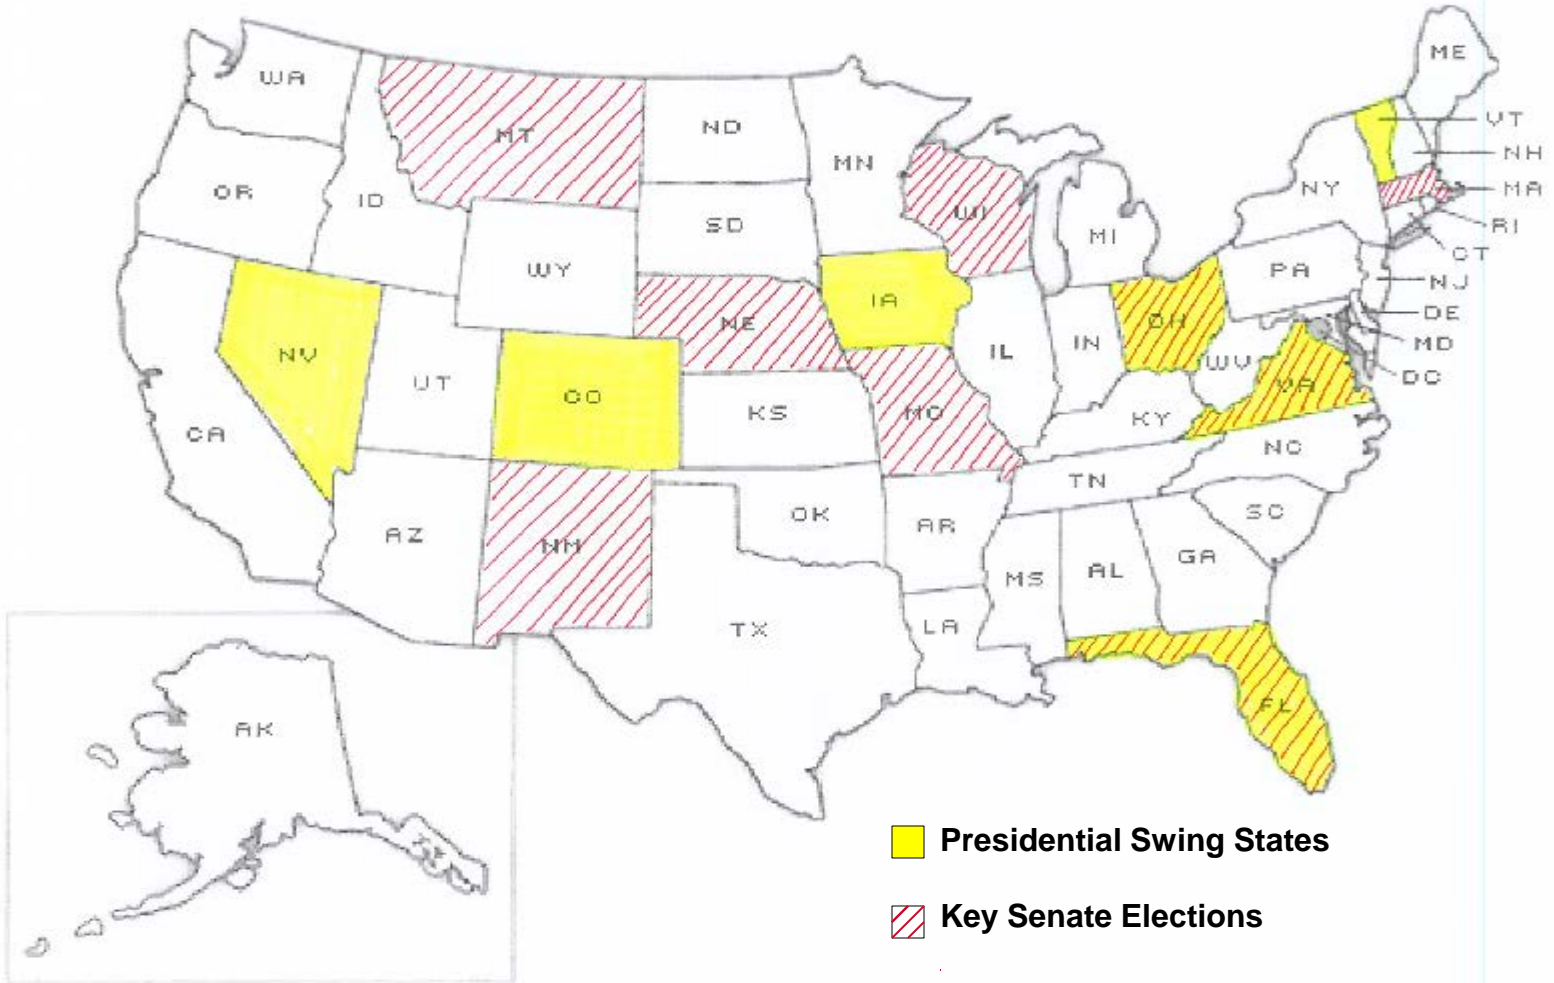 ME
WA
VT
ND
MT
NH
MN
NY
MA
OR
ID
WI
RI
SD
MI
CT
WY
PA
NJ
IA
DE
OH
NE
MD
NV
IL
IN
WV
DC
UT
VA
CO
KS
MO
KY
CA
NC
TN
SC
OK
AR
AZ
NM
GA
AL
MS
LA
TX
FL
AK
Presidential Swing States
Key Senate Elections